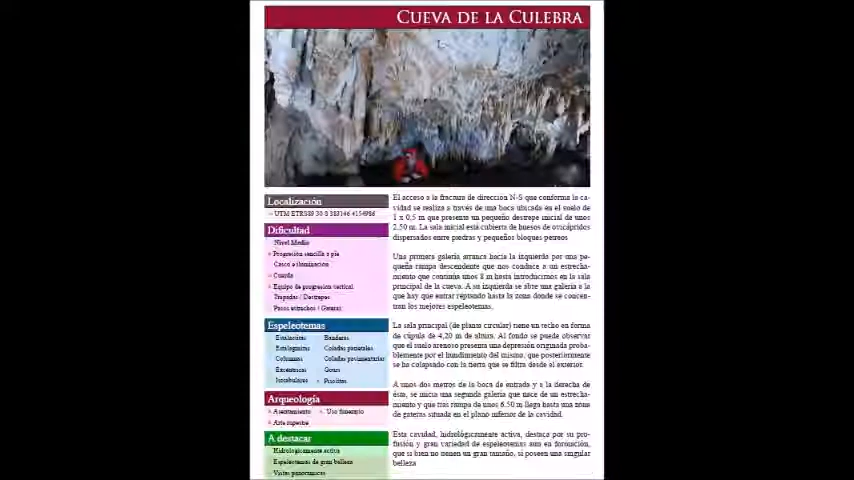 CUEVA DE LA CULEBRA
Localización
UTM ETRS89 30 S 383146 4154986
Dificultad
Nivel Medio
Progresión sencilla a pie
Casco e iluminación
Cuerda
Equipo de progresión vertical
Trepadas / Destrepes
Pasos estrechos / Gateras
Espeleotemas
Estalactitas Banderas
Estalagmitas Coladas parietales
Columnas Coladas pavimentarias
Excéntricas Gours
Isotubulares Pisolitas
Arqueología
Asentamiento Uso funerario
Arte rupestre
A destacar
Hidrológicamente activa
Espeleotemas de gran belleza
Vistas panorámicas
El acceso a la fractura de dirección N-S que conforma la ca-
vidad se realiza a través de una boca ubicada en el suelo de
1 x 0,5 m que presenta un pequeño destrepe inicial de unos
2,50 m. La sala inicial está cubierta de huesos de ovicápridos
dispersados entre piedras y pequeños bloques pétreos
Una primera galería arranca hacia la izquierda por una pe-
queña rampa descendente que nos conduce a un estrecha-
miento que continúa unos 8 m hasta introducirnos en la sala
principal de la cueva. A su izquierda se abre una galería a la
que hay que entrar reptando hasta la zona donde se concen-
tran los mejores espeleotemas.
La sala principal (de planta circular) tiene un techo en forma
de cúpula de 4,20 m de altura. Al fondo se puede observar
que el suelo arenoso presenta una depresión originada proba-
blemente por el hundimiento del mismo, que posteriormente
se ha colapsado con la tierra que se filtra desde el exterior.
A unos dos metros de la boca de entrada y a la derecha de
ésta, se inicia una segunda galería que nace de un estrecha-
miento y que tras rampa de unos 6,50 m llega hasta una zona
de gateras situada en el plano inferior de la cavidad.
Esta cavidad, hidrológicamente activa, destaca por su pro-
fusión y gran variedad de espeleotemas aun en formación,
que si bien no tienen un gran tamaño, si poseen una singular
belleza